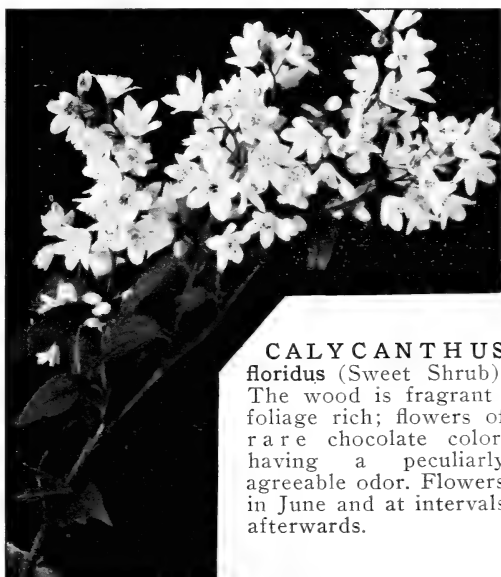 CALYCANTHUS
floridus (Sweet Shrub)
The wood is fragrant
foliage rich; flowers of
rare chocolate color
having a peculiarly
agreeable odor. Flowers
in June and at intervals
afterwards.